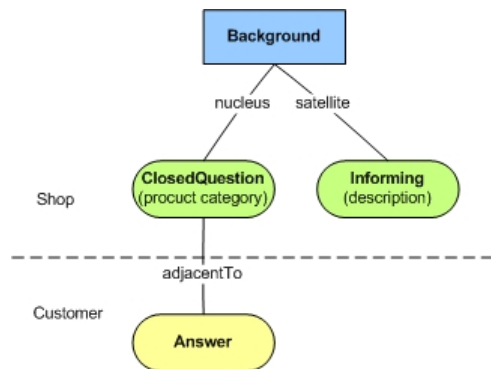 Background
nucleus
satellite
ClosedQuestion
(procuct category)
Informing
(description)
Shop
adjacentTo
Customer
Answer